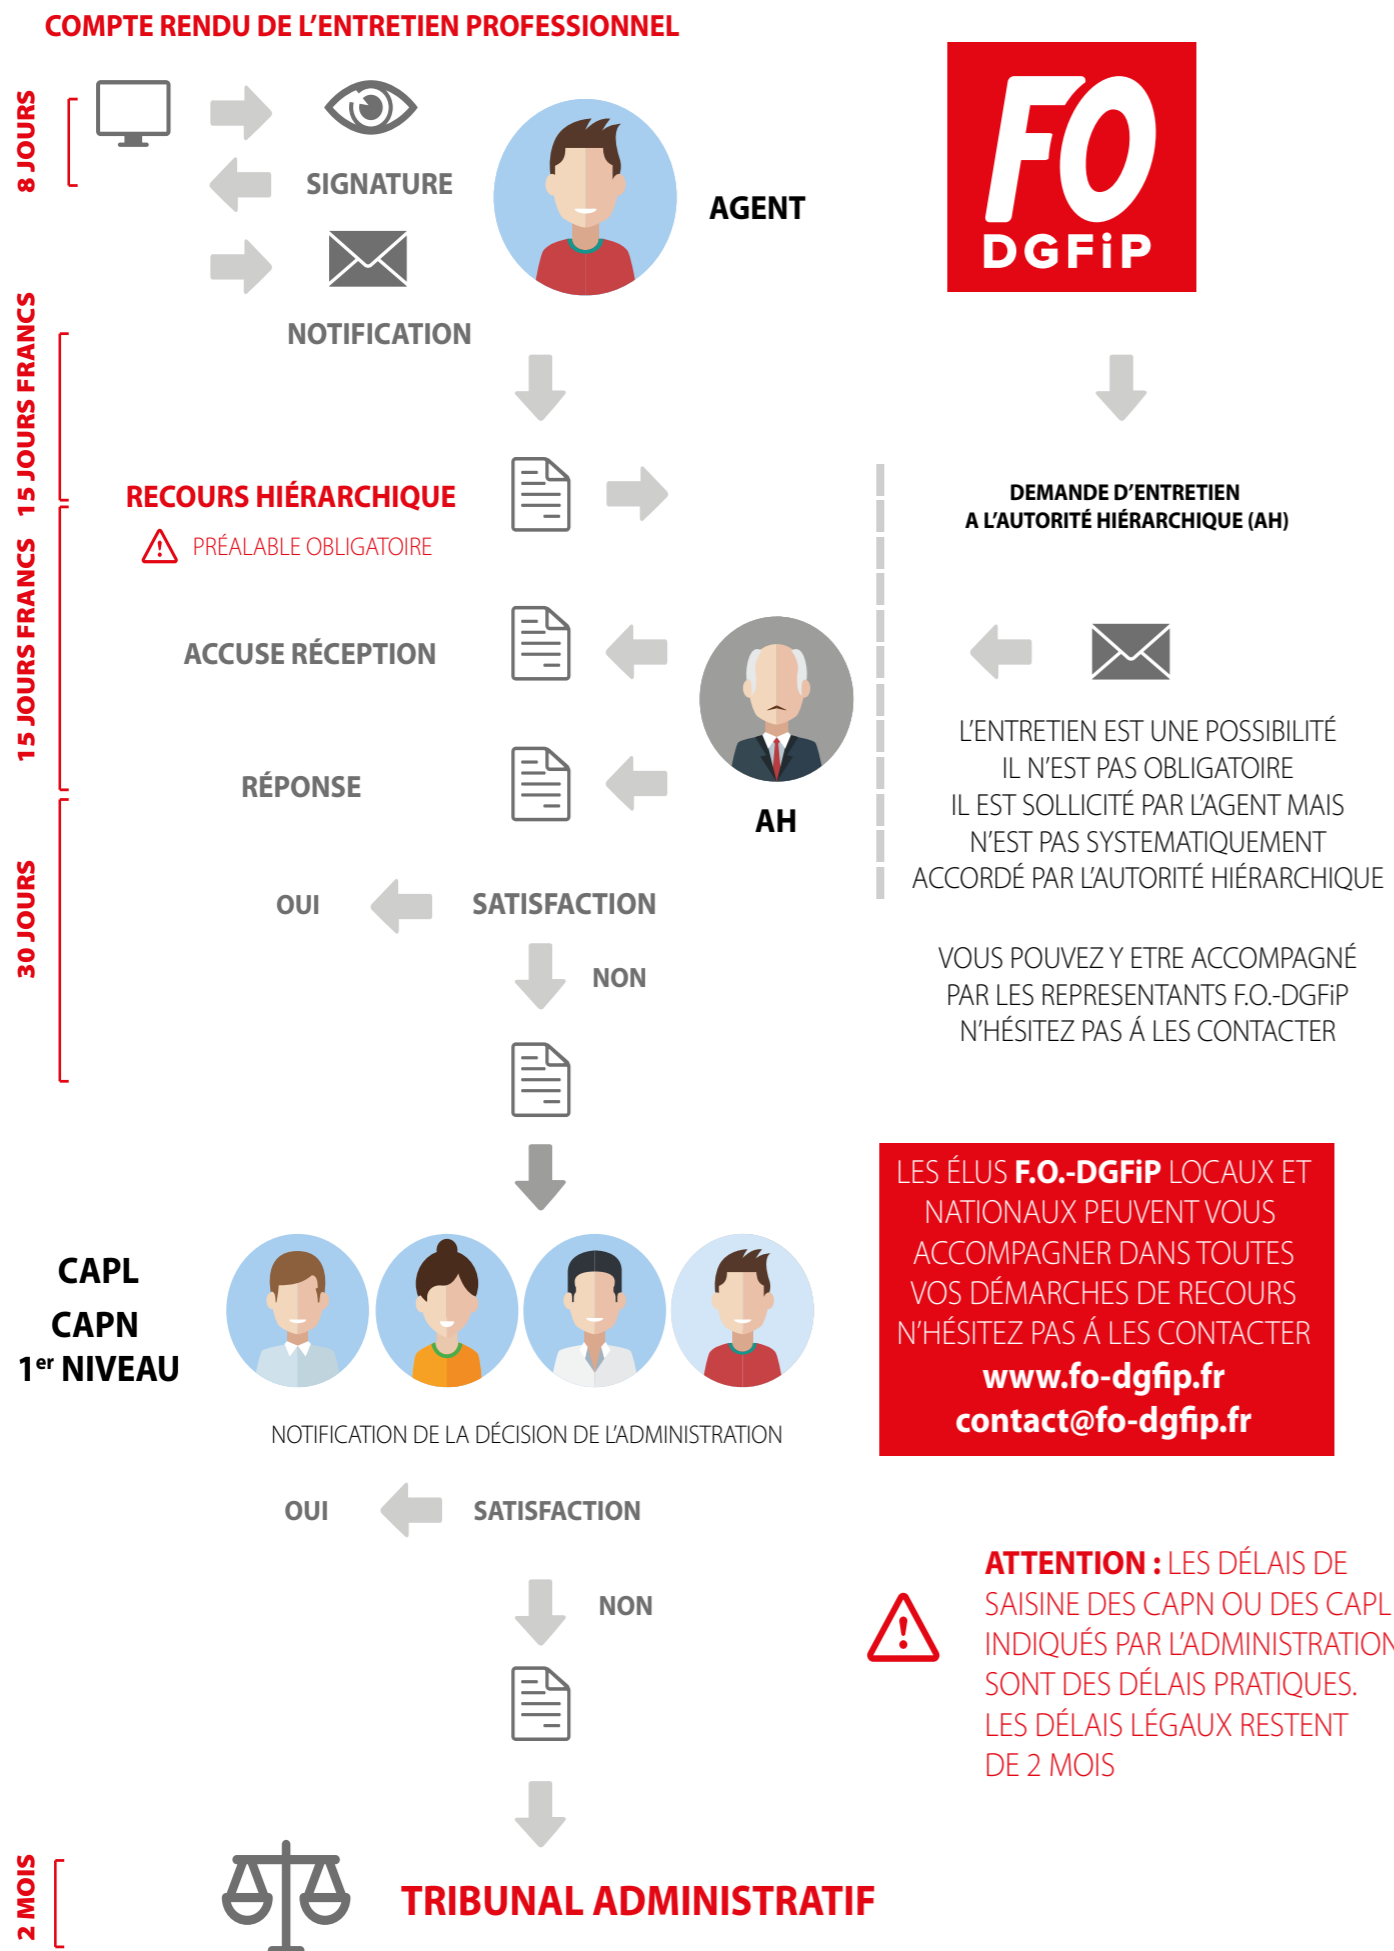 COMPTE RENDU DE L'ENTRETIEN PROFESSIONNEL
8 JOURS
SIGNATURE
AGENT
NOTIFICATION
FO
DGFiP
15 JOURS FRANCS
RECOURS HIÉRARCHIQUE
PRÉALABLE OBLIGATOIRE
DEMANDE D'ENTRETIEN
A L'AUTORITÉ HIÉRARCHIQUE (AH)
15 JOURS FRANCS
ACCUSE RÉCEPTION
RÉPONSE
AH
L'ENTRETIEN EST UNE POSSIBILITÉ
IL N'EST PAS OBLIGATOIRE
IL EST SOLLICITÉ PAR L'AGENT MAIS
N'EST PAS SYSTEMATIQUEMENT
ACCORDÉ PAR L'AUTORITÉ HIÉRARCHIQUE
30 JOURS
OUI
SATISFACTION
NON
VOUS POUVEZ Y ETRE ACCOMPAGNÉ
PAR LES REPRESENTANTS F.O.-DGFiP
N'HÉSITEZ PAS Á LES CONTACTER
CAPL
CAPN
1er NIVEAU
LES ÉLUS F.O.-DGFiP LOCAUX ET
NATIONAUX PEUVENT VOUS
ACCOMPAGNER DANS TOUTES
VOS DÉMARCHES DE RECOURS
N'HÉSITEZ PAS Á LES CONTACTER
www.fo-dgfip.fr
contact@fo-dgfip.fr
NOTIFICATION DE LA DÉCISION DE L'ADMINISTRATION
OUI
SATISFACTION
NON
ATTENTION : LES DÉLAIS DE
SAISINE DES CAPN OU DES CAPL
INDIQUÉS PAR L'ADMINISTRATION
SONT DES DÉLAIS PRATIQUES.
LES DÉLAIS LÉGAUX RESTENT
DE 2 MOIS
2 MOIS
TRIBUNAL ADMINISTRATIF